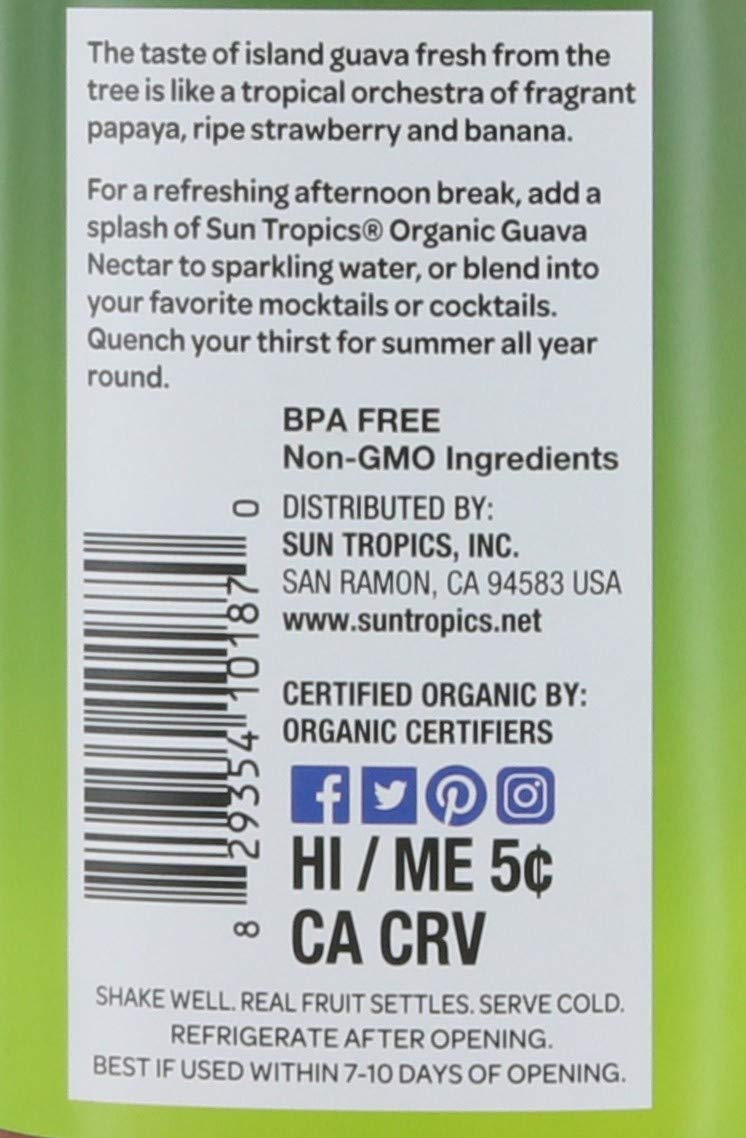 The taste of island guava fresh from the
tree is like a tropical orchestra of fragrant
papaya, ripe strawberry and banana.
For a refreshing afternoon break, add a
splash of Sun Tropics® Organic Guava
Nectar to sparkling water, or blend into
your favorite mocktails or cocktails.
Quench your thirst for summer all year
round.
BPA FREE
Non-GMO Ingredients
DISTRIBUTED BY:
SUN TROPICS, INC.
SAN RAMON, CA 94583 USA
www.suntropics.net
CERTIFIED ORGANIC BY:
ORGANIC CERTIFIERS
HI / ME 5¢
CA CRV
8 29354 10187 0
SHAKE WELL. REAL FRUIT SETTLES. SERVE COLD.
REFRIGERATE AFTER OPENING.
BEST IF USED WITHIN 7-10 DAYS OF OPENING.